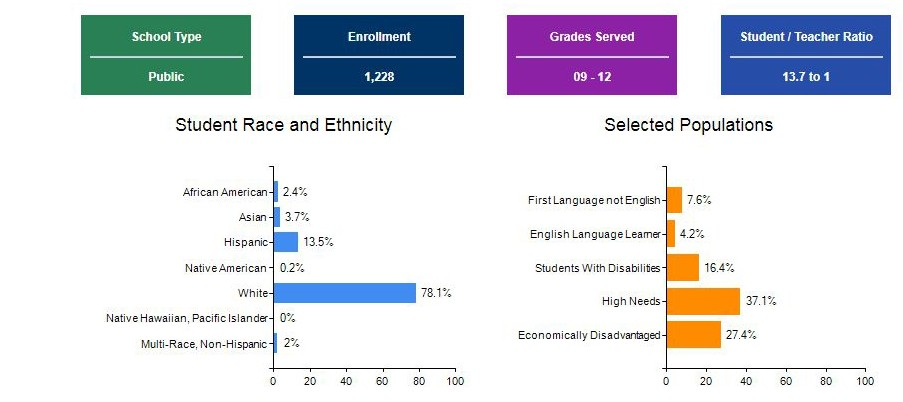 School Type
Public
Enrollment
1,228
Grades Served
09 - 12
Student / Teacher Ratio
13.7 to 1
Student Race and Ethnicity
African American 2.4%
Asian 3.7%
Hispanic 13.5%
Native American 0.2%
White 78.1%
Native Hawaiian, Pacific Islander 0%
Multi-Race, Non-Hispanic 2%
0 20 40 60 80 100
Selected Populations
First Language not English 7.6%
English Language Learner 4.2%
Students With Disabilities 16.4%
High Needs 37.1%
Economically Disadvantaged 27.4%
0 20 40 60 80 100